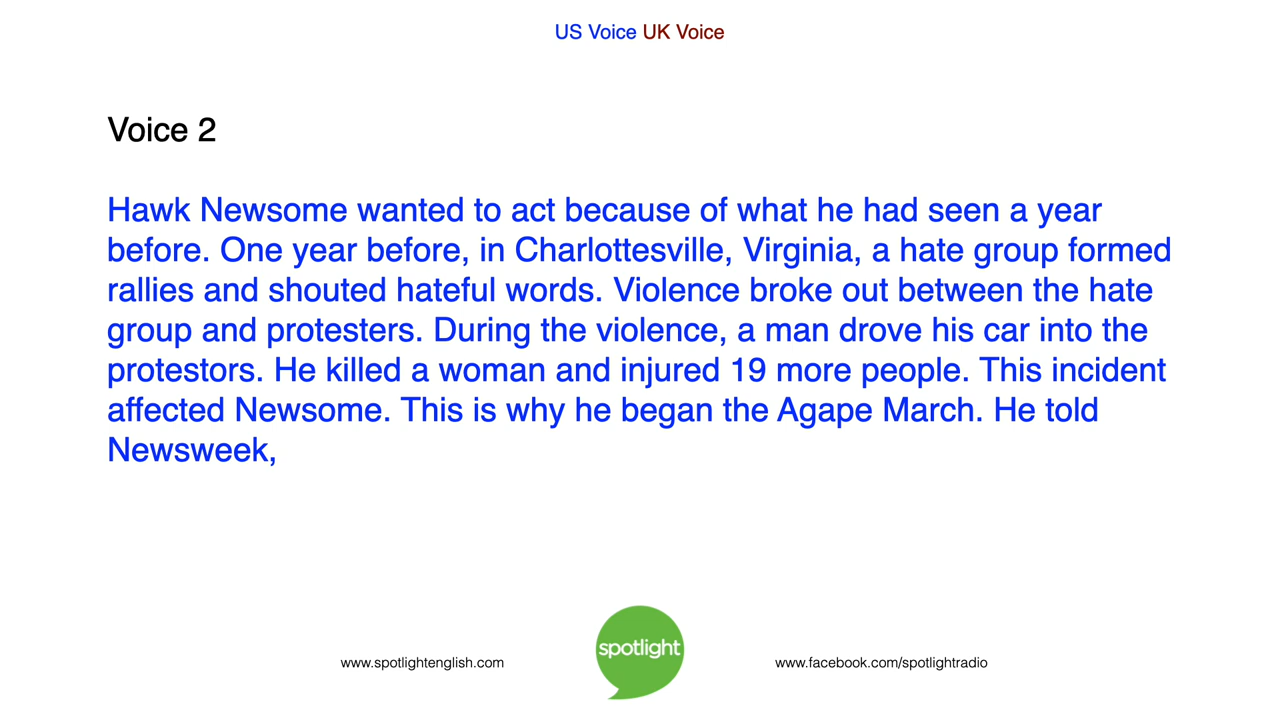 US Voice UK Voice
Voice 2
Hawk Newsome wanted to act because of what he had seen a year
before. One year before, in Charlottesville, Virginia, a hate group formed
rallies and shouted hateful words. Violence broke out between the hate
group and protesters. During the violence, a man drove his car into the
protestors. He killed a woman and injured 19 more people. This incident
affected Newsome. This is why he began the Agape March. He told
Newsweek,
www.spotlightenglish.com
spotlight
www.facebook.com/spotlightradio